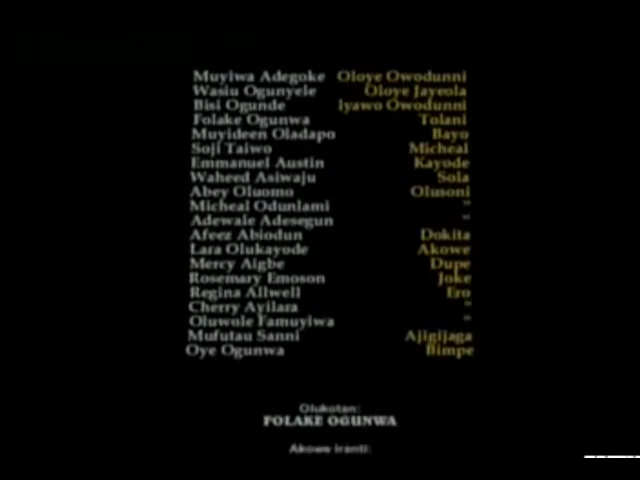 Muyiwa Adegoke Oloye Owodunni
Wasiu Ogunyele Oloye Jayeola
Bisi Ogunde Iyawo Owodunni
Folake Ogunwa Tolani
Muyideen Oladapo Bayo
Soji Taiwo Micheal
Emmanuel Austin Kayode
Waheed Asiwaju Sola
Abey Oluomo Olusoni
Micheal Odunlami "
Adewale Adesegun "
Afeez Abiodun Dokita
Lara Olukayode Akowe
Mercy Aigbe Dupe
Rosemary Emoson Joke
Regina Allwell Ero
Cherry Ayilara "
Oluwole Famuyiwa "
Mufutau Sanni Ajigijaga
Oye Ogunwa Bimpe
Olukotan:
FOLAKE OGUNWA
Akowe Iranti: